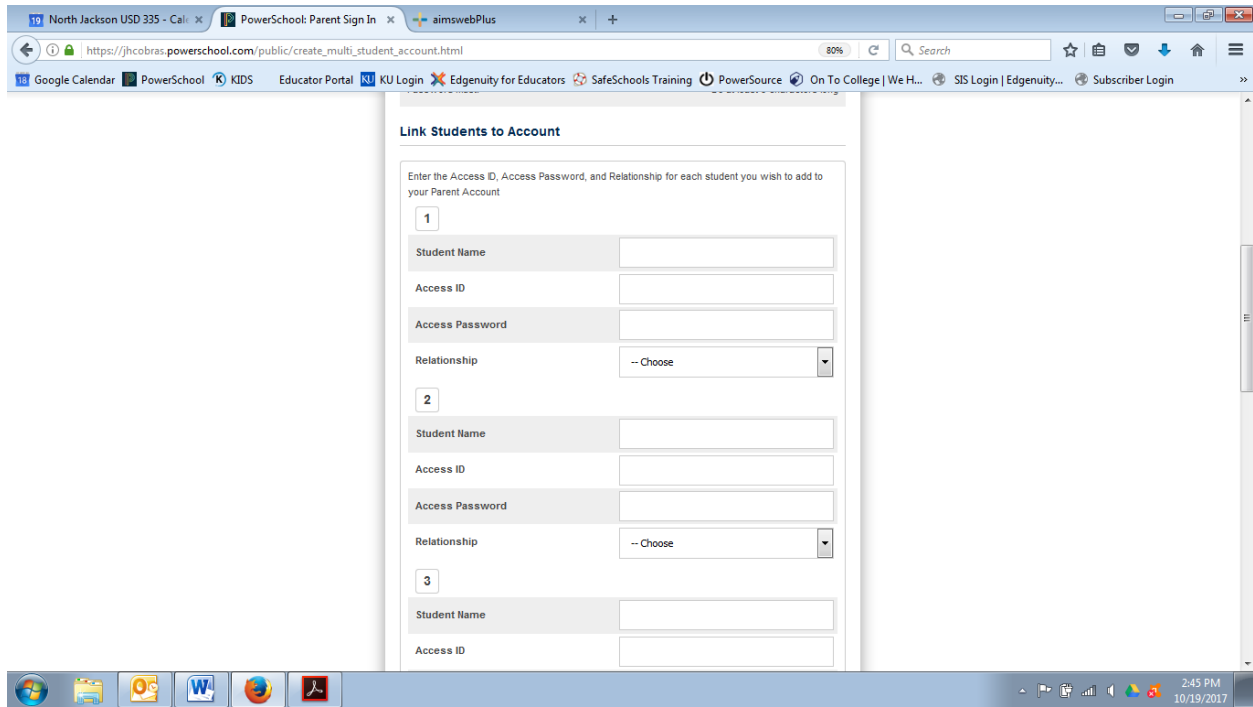 19 North Jackson USD 335 - Cale × PowerSchool: Parent Sign In × aimswebPlus × +
https://jhcobras.powerschool.com/public/create_multi_student_account.html 80% Search
18 Google Calendar PowerSchool K KIDS Educator Portal KU KU Login Edgenuity for Educators SafeSchools Training PowerSource On To College | We H... SIS Login | Edgenuity... Subscriber Login »
Link Students to Account
Enter the Access ID, Access Password, and Relationship for each student you wish to add to
your Parent Account
1
Student Name
Access ID
Access Password
Relationship -- Choose
2
Student Name
Access ID
Access Password
Relationship -- Choose
3
Student Name
Access ID
2:45 PM
10/19/2017